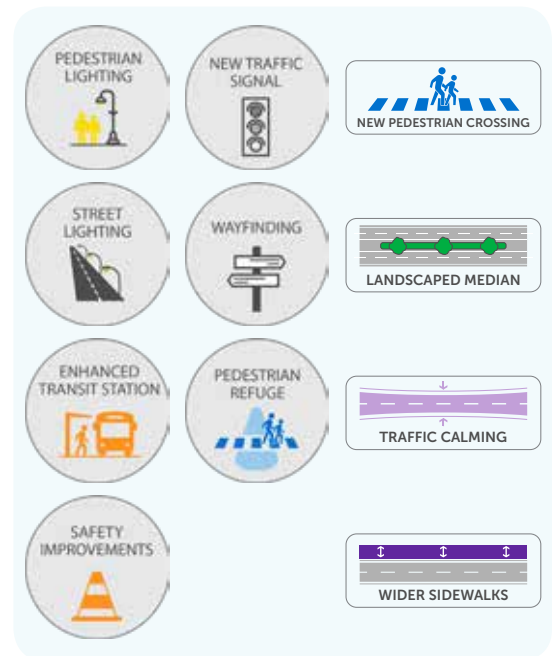 PEDESTRIAN
LIGHTING
NEW TRAFFIC
SIGNAL
NEW PEDESTRIAN CROSSING
STREET
LIGHTING
WAYFINDING
LANDSCAPED MEDIAN
ENHANCED
TRANSIT STATION
PEDESTRIAN
REFUGE
TRAFFIC CALMING
SAFETY
IMPROVEMENTS
WIDER SIDEWALKS